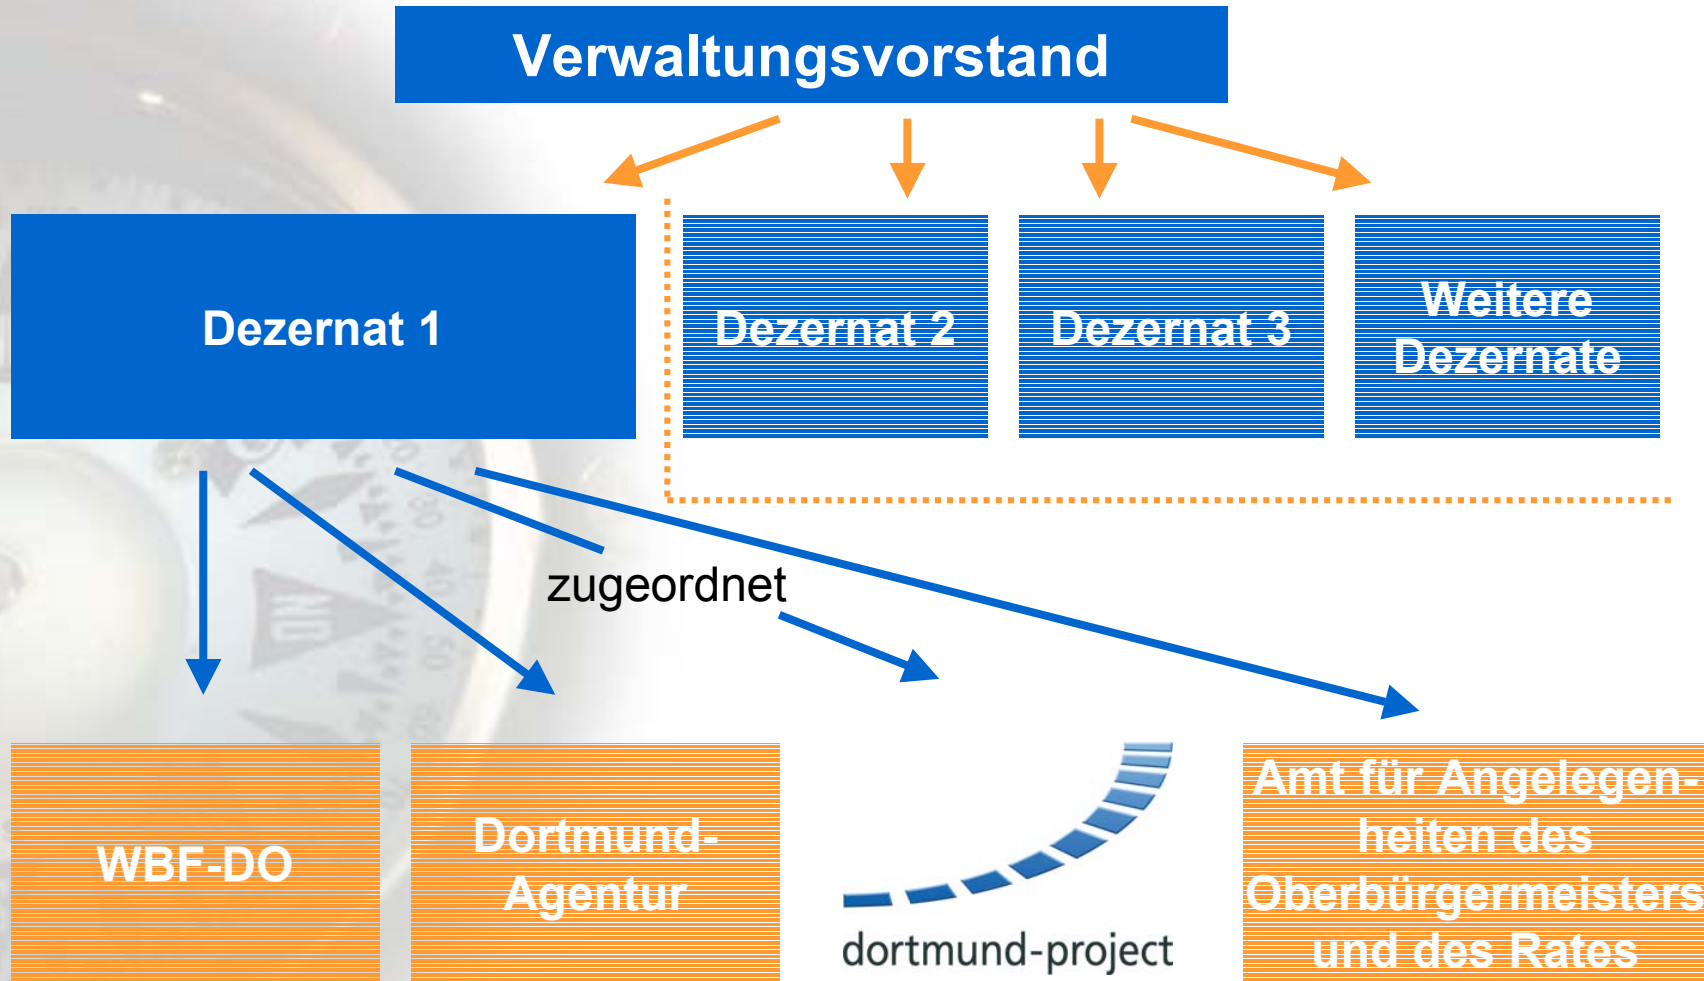 Verwaltungsvorstand
Dezernat 1
Dezernat 2
Dezernat 3
Weitere
Dezernate
zugeordnet
WBF-DO
Dortmund-
Agentur
dortmund-project
Amt für Angelegen-
heiten des
Oberbürgermeisters
und des Rates